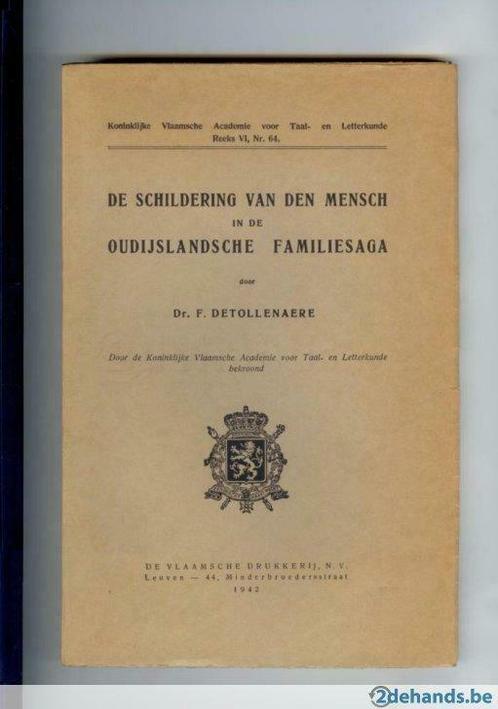 Koninklijke Vlaamsche Academie voor Taal- en Letterkunde
Reeks VI, Nr. 64.
DE SCHILDERING VAN DEN MENSCH
IN DE
OUDIJSLANDSCHE FAMILIESAGA
door
Dr. F. DETOLLENAERE
Door de Koninklijke Vlaamsche Academie voor Taal- en Letterkunde
bekroond
DE VLAAMSCHE DRUKKERIJ, N. V.
Leuven — 44, Minderbroedersstraat
1942
2dehands.be